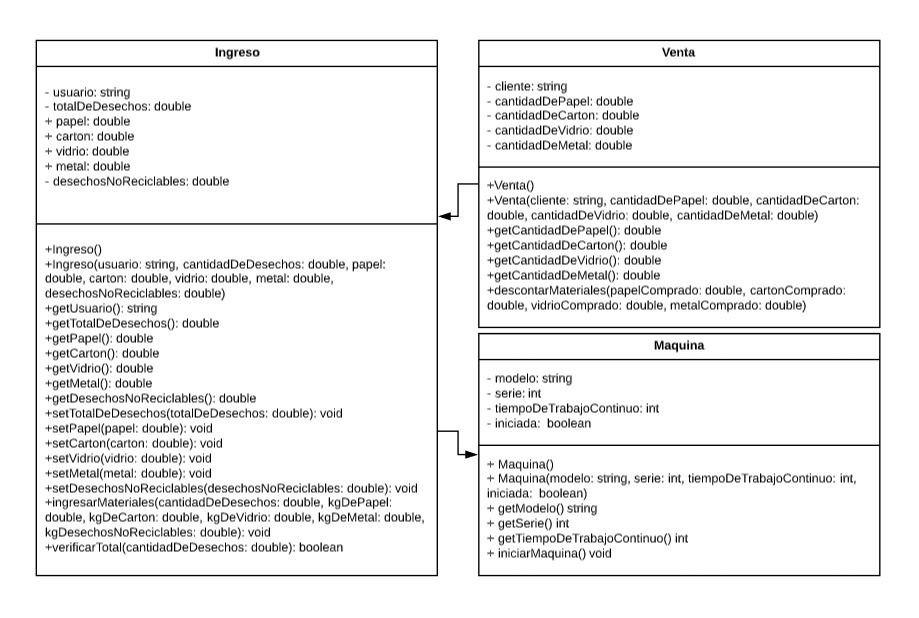 Ingreso
- usuario: string
- totalDeDesechos: double
+ papel: double
+ carton: double
+ vidrio: double
+ metal: double
- desechosNoReciclables: double
+Ingreso()
+Ingreso(usuario: string, cantidadDeDesechos: double, papel:
double, carton: double, vidrio: double, metal: double,
desechosNoReciclables: double)
+getUsuario(): string
+getTotalDeDesechos(): double
+getPapel(): double
+getCarton(): double
+getVidrio(): double
+getMetal(): double
+getDesechosNoReciclables(): double
+setTotalDeDesechos(totalDeDesechos: double): void
+setPapel(papel: double): void
+setCarton(carton: double): void
+setVidrio(vidrio: double): void
+setMetal(metal: double): void
+setDesechosNoReciclables(desechosNoReciclables: double): void
+ingresarMateriales(cantidadDeDesechos: double, kgDePapel:
double, kgDeCarton: double, kgDeVidrio: double, kgDeMetal: double,
kgDesechosNoReciclables: double): void
+verificarTotal(cantidadDeDesechos: double): boolean
Venta
- cliente: string
- cantidadDePapel: double
- cantidadDeCarton: double
- cantidadDeVidrio: double
- cantidadDeMetal: double
+Venta()
+Venta(cliente: string, cantidadDePapel: double, cantidadDeCarton:
double, cantidadDeVidrio: double, cantidadDeMetal: double)
+getCantidadDePapel(): double
+getCantidadDeCarton(): double
+getCantidadDeVidrio(): double
+getCantidadDeMetal(): double
+descontarMateriales(papelComprado: double, cartonComprado:
double, vidrioComprado: double, metalComprado: double)
Maquina
- modelo: string
- serie: int
- tiempoDeTrabajoContinuo: int
- iniciada: boolean
+ Maquina()
+ Maquina(modelo: string, serie: int, tiempoDeTrabajoContinuo: int,
iniciada: boolean)
+ getModelo() string
+ getSerie() int
+ getTiempoDeTrabajoContinuo() int
+ iniciarMaquina() void